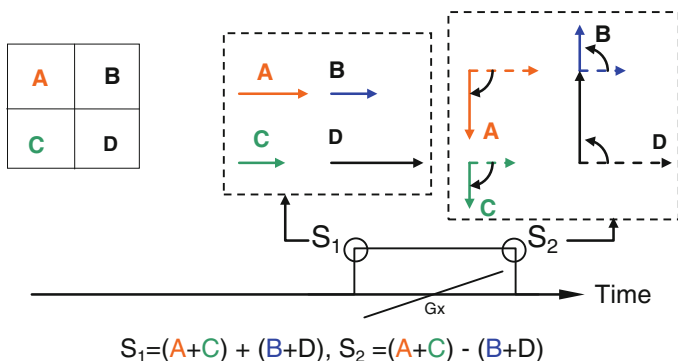 A B
C D
A B
C D
B
A
D
C
S₁ S₂
Gx
Time
S₁=(A+C) + (B+D), S₂ =(A+C) - (B+D)